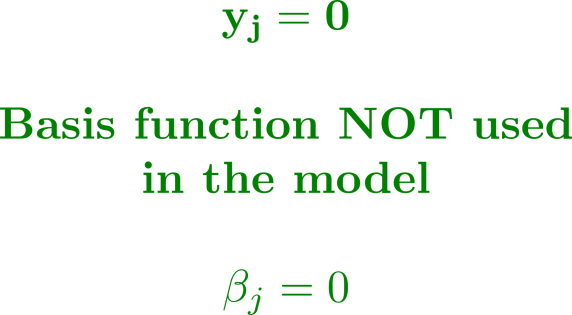 y_j = 0
Basis function NOT used
in the model
β_j = 0